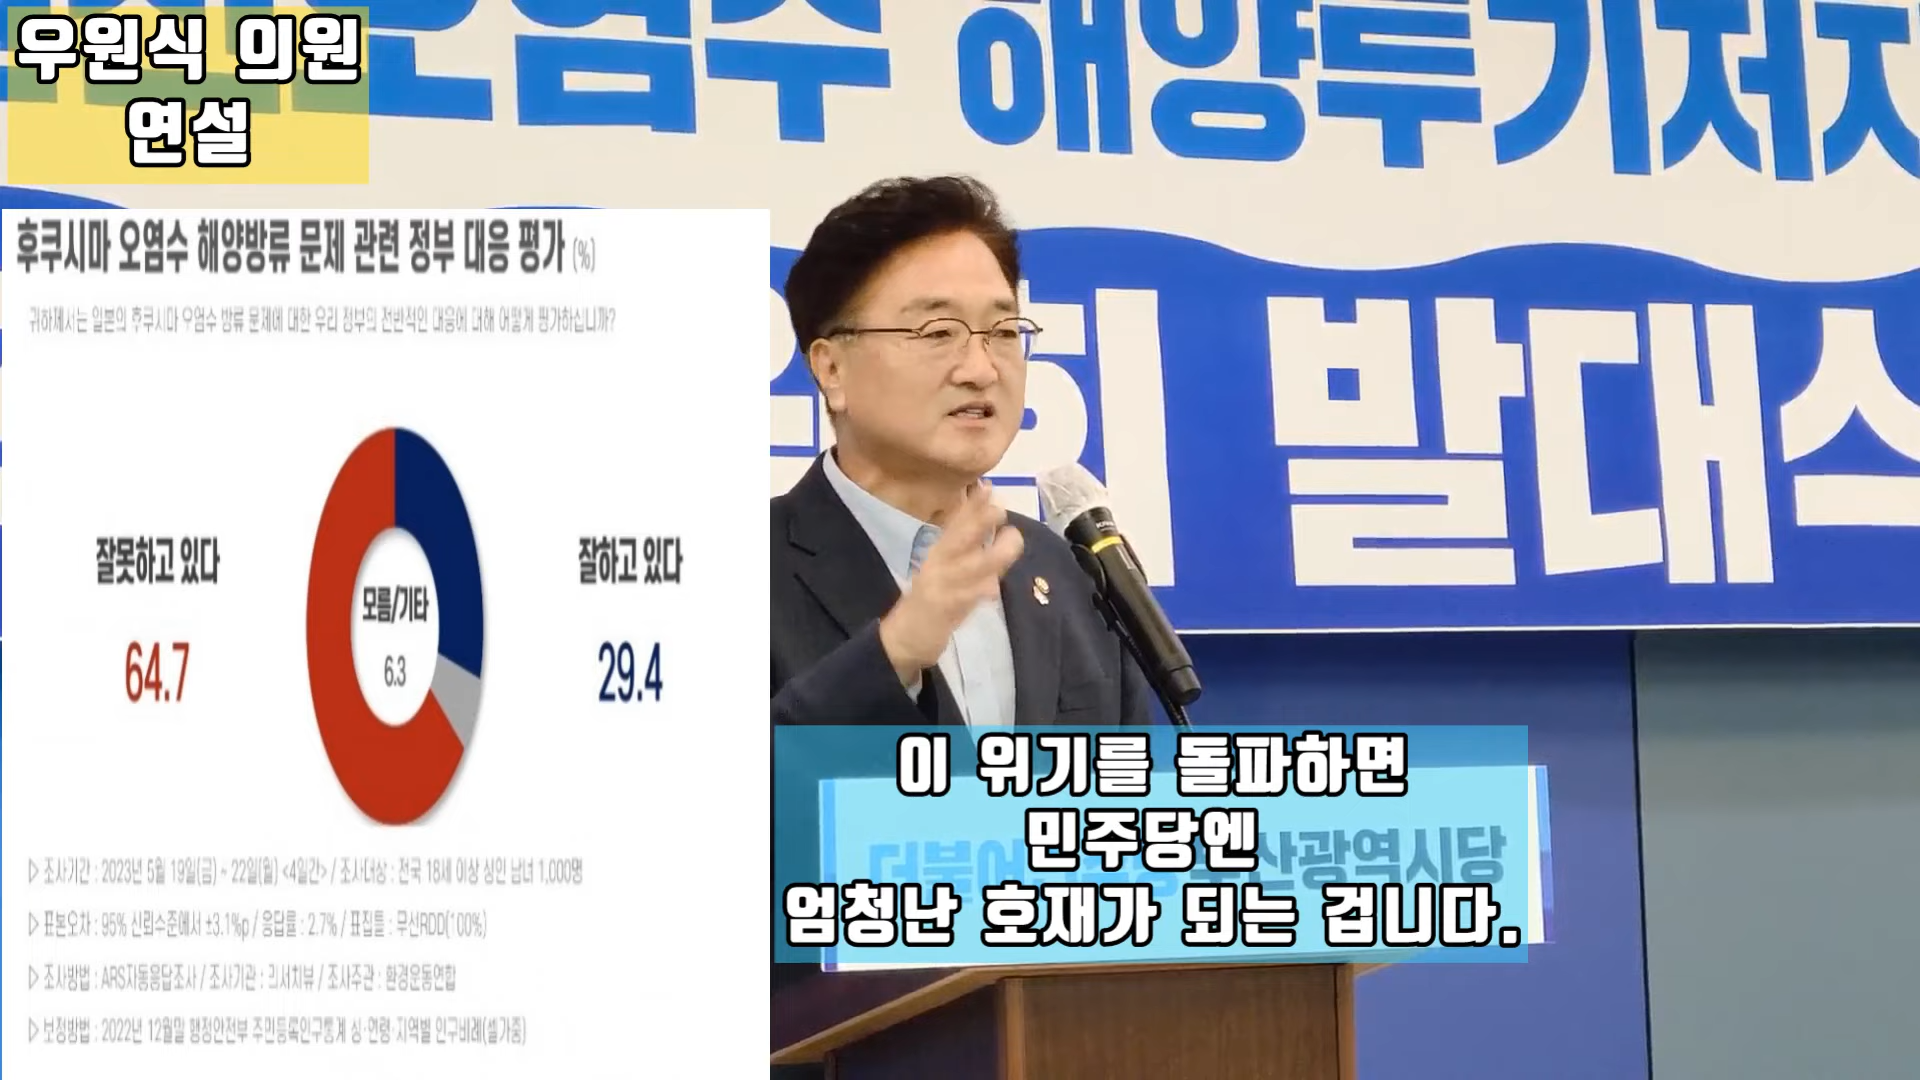 우원식 의원
연설
오염수 해양투기저지
후쿠시마 오염수 해양방류 문제 관련 정부 대응 평가 (%)
귀하께서는 일본의 후쿠시마 오염수 방류 문제에 대한 우리 정부의 전반적인 대응에 대해 어떻게 평가하십니까?
회 발대식
잘못하고 있다
64.7
모름/기타
6.3
잘하고 있다
29.4
이 위기를 돌파하면
민주당엔
엄청난 호재가 되는 겁니다.
산광역시당
▷ 조사기간 : 2023년 5월 19일(금) ~ 22일(월) <4일간> / 조사대상 : 전국 18세 이상 성인 남녀 1,000명
▷ 표본오차 : 95% 신뢰수준에서 ±3.1%p / 응답률 : 2.7% / 표집틀 : 무선RDD(100%)
▷ 조사방법 : ARS자동응답조사 / 조사기관 : 리서치뷰 / 조사주관 : 환경운동연합
▷ 보정방법 : 2022년 12월말 행정안전부 주민등록인구통계 성·연령·지역별 인구비례(셀가중)